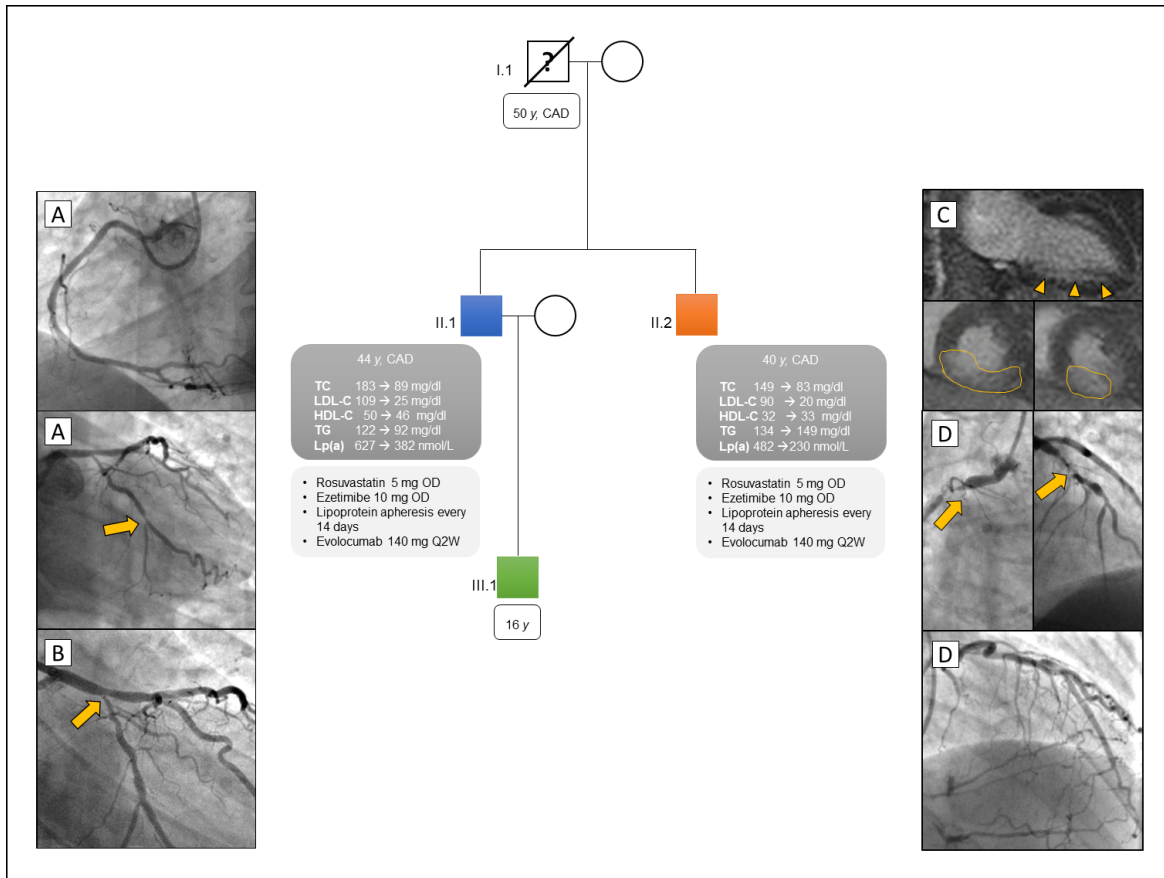 ?
I.1
50 y, CAD
A
C
II.1
II.2
44 y, CAD
TC 183 → 89 mg/dl
LDL-C 109 → 25 mg/dl
HDL-C 50 → 46 mg/dl
TG 122 → 92 mg/dl
Lp(a) 627 → 382 nmol/L
40 y, CAD
TC 149 → 83 mg/dl
LDL-C 90 → 20 mg/dl
HDL-C 32 → 33 mg/dl
TG 134 → 149 mg/dl
Lp(a) 482 → 230 nmol/L
A
D
• Rosuvastatin 5 mg OD
• Ezetimibe 10 mg OD
• Lipoprotein apheresis every
14 days
• Evolocumab 140 mg Q2W
• Rosuvastatin 5 mg OD
• Ezetimibe 10 mg OD
• Lipoprotein apheresis every
14 days
• Evolocumab 140 mg Q2W
III.1
16 y
B
D